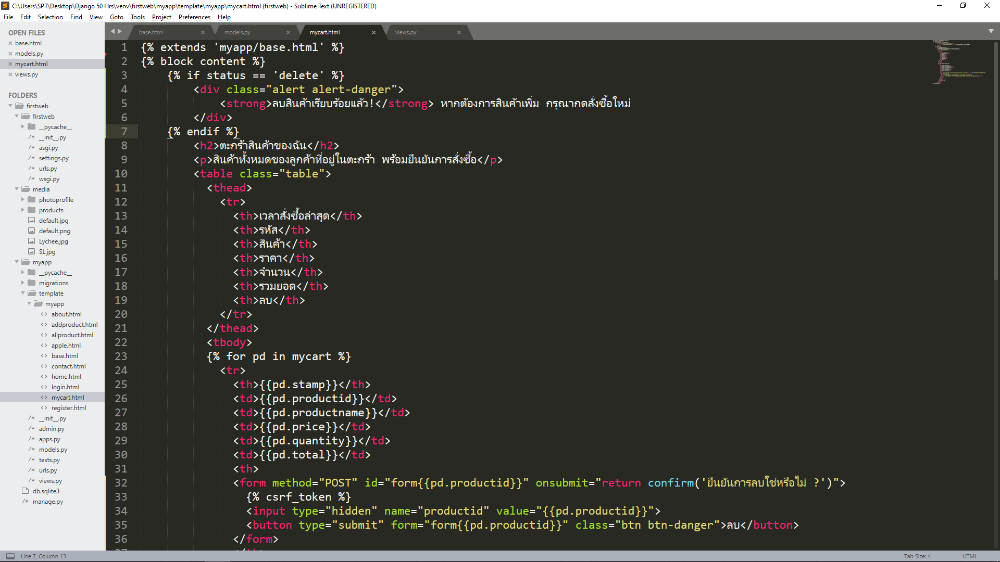 C:\Users\SPT\Desktop\Django 50 Hrs\venv\firstweb\myapp\template\myapp\mycart.html (firstweb) - Sublime Text (UNREGISTERED)
File Edit Selection Find View Goto Tools Project Preferences Help
OPEN FILES
base.html
models.py
mycart.html
views.py
FOLDERS
firstweb
firstweb
__pycache__
__init__.py
asgi.py
settings.py
urls.py
wsgi.py
media
photoprofile
products
default.jpg
default.png
Lychee.jpg
SL.jpg
myapp
__pycache__
migrations
template
myapp
about.html
addproduct.html
allproduct.html
apple.html
base.html
contact.html
home.html
login.html
mycart.html
register.html
__init__.py
admin.py
apps.py
models.py
tests.py
urls.py
views.py
db.sqlite3
manage.py
base.html models.py mycart.html views.py
1 {% extends 'myapp/base.html' %}
2 {% block content %}
3 {% if status == 'delete' %}
4 <div class="alert alert-danger">
5 <strong>ลบสินค้าเรียบร้อยแล้ว!</strong> หากต้องการสินค้าเพิ่ม กรุณากดสั่งซื้อใหม่
6 </div>
7 {% endif %}
8 <h2>ตะกร้าสินค้าของฉัน</h2>
9 <p>สินค้าทั้งหมดของลูกค้าที่อยู่ในตะกร้า พร้อมยืนยันการสั่งซื้อ</p>
10 <table class="table">
11 <thead>
12 <tr>
13 <th>เวลาสั่งซื้อล่าสุด</th>
14 <th>รหัส</th>
15 <th>สินค้า</th>
16 <th>ราคา</th>
17 <th>จำนวน</th>
18 <th>รวมยอด</th>
19 <th>ลบ</th>
20 </tr>
21 </thead>
22 <tbody>
23 {% for pd in mycart %}
24 <tr>
25 <th>{{pd.stamp}}</th>
26 <td>{{pd.productid}}</td>
27 <td>{{pd.productname}}</td>
28 <td>{{pd.price}}</td>
29 <td>{{pd.quantity}}</td>
30 <td>{{pd.total}}</td>
31 <th>
32 <form method="POST" id="form{{pd.productid}}" onsubmit="return confirm('ยืนยันการลบใช่หรือไม่ ?')">
33 {% csrf_token %}
34 <input type="hidden" name="productid" value="{{pd.productid}}">
35 <button type="submit" form="form{{pd.productid}}" class="btn btn-danger">ลบ</button>
36 </form>
Line 7, Column 13 Tab Size: 4 HTML